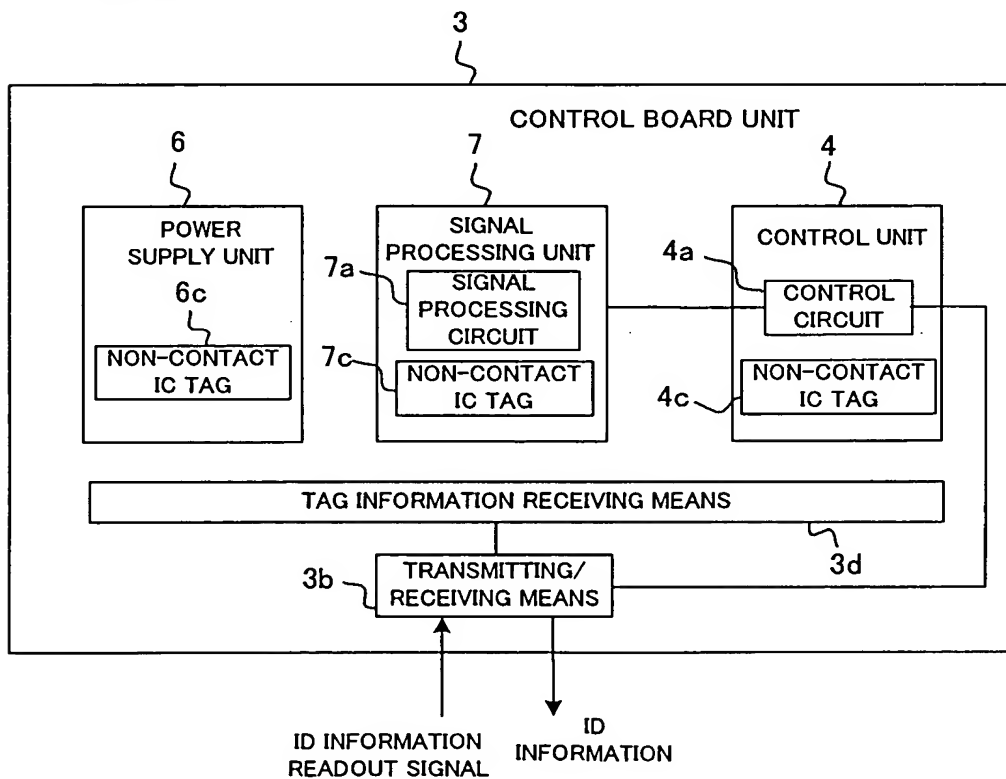 3
CONTROL BOARD UNIT
6
7
4
POWER
SUPPLY UNIT
6c
NON-CONTACT
IC TAG
SIGNAL
PROCESSING UNIT
7a
SIGNAL
PROCESSING
CIRCUIT
7c
NON-CONTACT
IC TAG
CONTROL UNIT
4a
CONTROL
CIRCUIT
NON-CONTACT
IC TAG
4c
TAG INFORMATION RECEIVING MEANS
3d
3b
TRANSMITTING/
RECEIVING MEANS
ID INFORMATION
READOUT SIGNAL
ID
INFORMATION